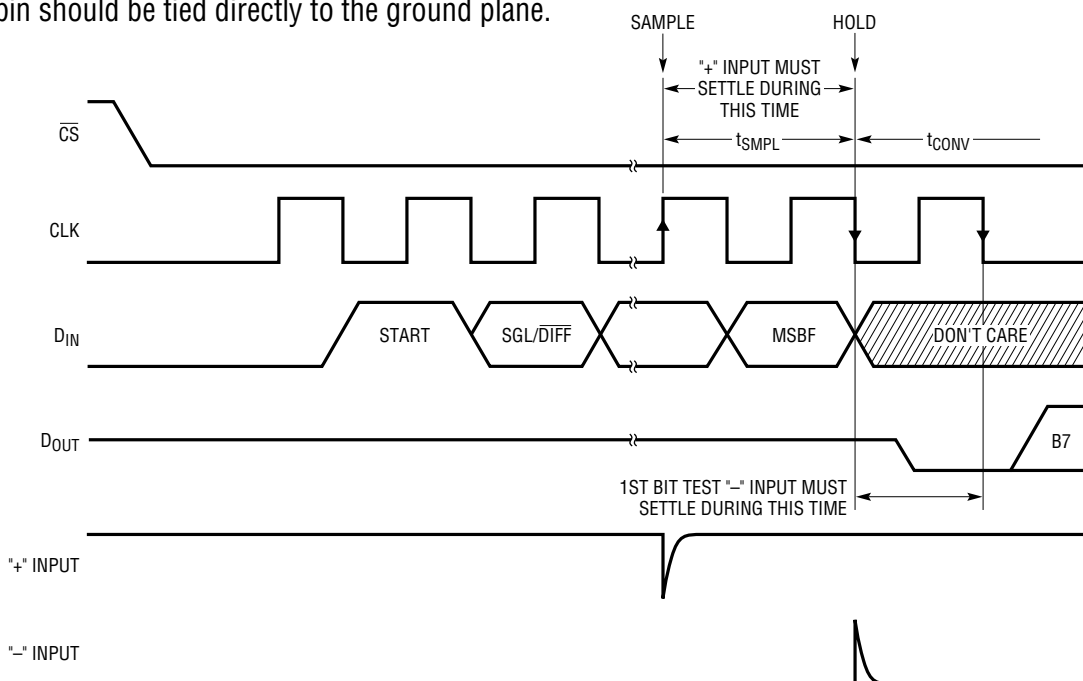 pin should be tied directly to the ground plane.
SAMPLE
HOLD
"+" INPUT MUST
SETTLE DURING
THIS TIME
tSMPL
tCONV
CS
CLK
DIN
START
SGL/DIFF
MSBF
DON'T CARE
DOUT
B7
1ST BIT TEST "–" INPUT MUST
SETTLE DURING THIS TIME
"+" INPUT
"–" INPUT